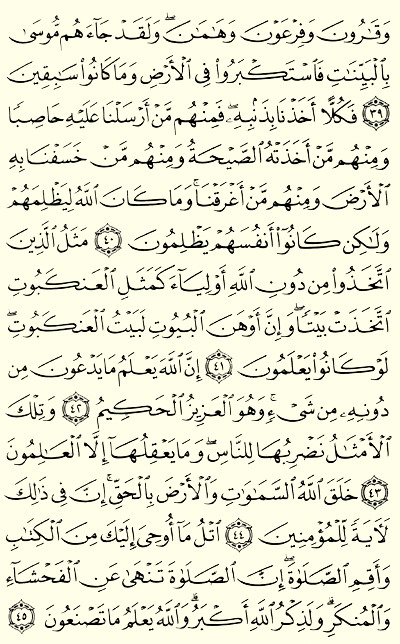 وَقَٰرُونَ وَفِرْعَوْنَ وَهَٰمَٰنَ ۖ وَلَقَدْ جَآءَهُم مُّوسَىٰ
بِٱلْبَيِّنَٰتِ فَٱسْتَكْبَرُوا۟ فِى ٱلْأَرْضِ وَمَا كَانُوا۟ سَٰبِقِينَ
۝٣٩ فَكُلًّا أَخَذْنَا بِذَنۢبِهِۦ ۖ فَمِنْهُم مَّنْ أَرْسَلْنَا عَلَيْهِ حَاصِبًا
وَمِنْهُم مَّنْ أَخَذَتْهُ ٱلصَّيْحَةُ وَمِنْهُم مَّنْ خَسَفْنَا بِهِ
ٱلْأَرْضَ وَمِنْهُم مَّنْ أَغْرَقْنَا ۚ وَمَا كَانَ ٱللَّهُ لِيَظْلِمَهُمْ
وَلَٰكِن كَانُوٓا۟ أَنفُسَهُمْ يَظْلِمُونَ ۝٤٠ مَثَلُ ٱلَّذِينَ
ٱتَّخَذُوا۟ مِن دُونِ ٱللَّهِ أَوْلِيَآءَ كَمَثَلِ ٱلْعَنكَبُوتِ
ٱتَّخَذَتْ بَيْتًا ۖ وَإِنَّ أَوْهَنَ ٱلْبُيُوتِ لَبَيْتُ ٱلْعَنكَبُوتِ ۖ
لَوْ كَانُوا۟ يَعْلَمُونَ ۝٤١ إِنَّ ٱللَّهَ يَعْلَمُ مَا يَدْعُونَ مِن
دُونِهِۦ مِن شَىْءٍ ۚ وَهُوَ ٱلْعَزِيزُ ٱلْحَكِيمُ ۝٤٢ وَتِلْكَ
ٱلْأَمْثَٰلُ نَضْرِبُهَا لِلنَّاسِ ۖ وَمَا يَعْقِلُهَآ إِلَّا ٱلْعَٰلِمُونَ
۝٤٣ خَلَقَ ٱللَّهُ ٱلسَّمَٰوَٰتِ وَٱلْأَرْضَ بِٱلْحَقِّ ۚ إِنَّ فِى ذَٰلِكَ
لَءَايَةً لِّلْمُؤْمِنِينَ ۝٤٤ ٱتْلُ مَآ أُوحِىَ إِلَيْكَ مِنَ ٱلْكِتَٰبِ
وَأَقِمِ ٱلصَّلَوٰةَ ۖ إِنَّ ٱلصَّلَوٰةَ تَنْهَىٰ عَنِ ٱلْفَحْشَآءِ
وَٱلْمُنكَرِ ۗ وَلَذِكْرُ ٱللَّهِ أَكْبَرُ ۗ وَٱللَّهُ يَعْلَمُ مَا تَصْنَعُونَ ۝٤٥